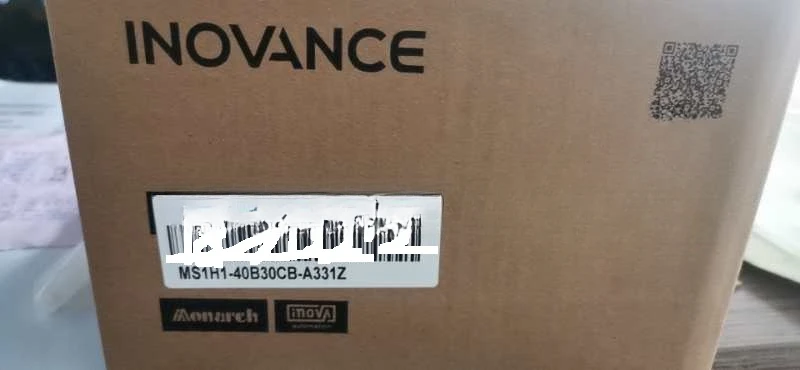 INOVANCE
MS1H1-40B30CB-A331Z
Monarch
inovA
automation